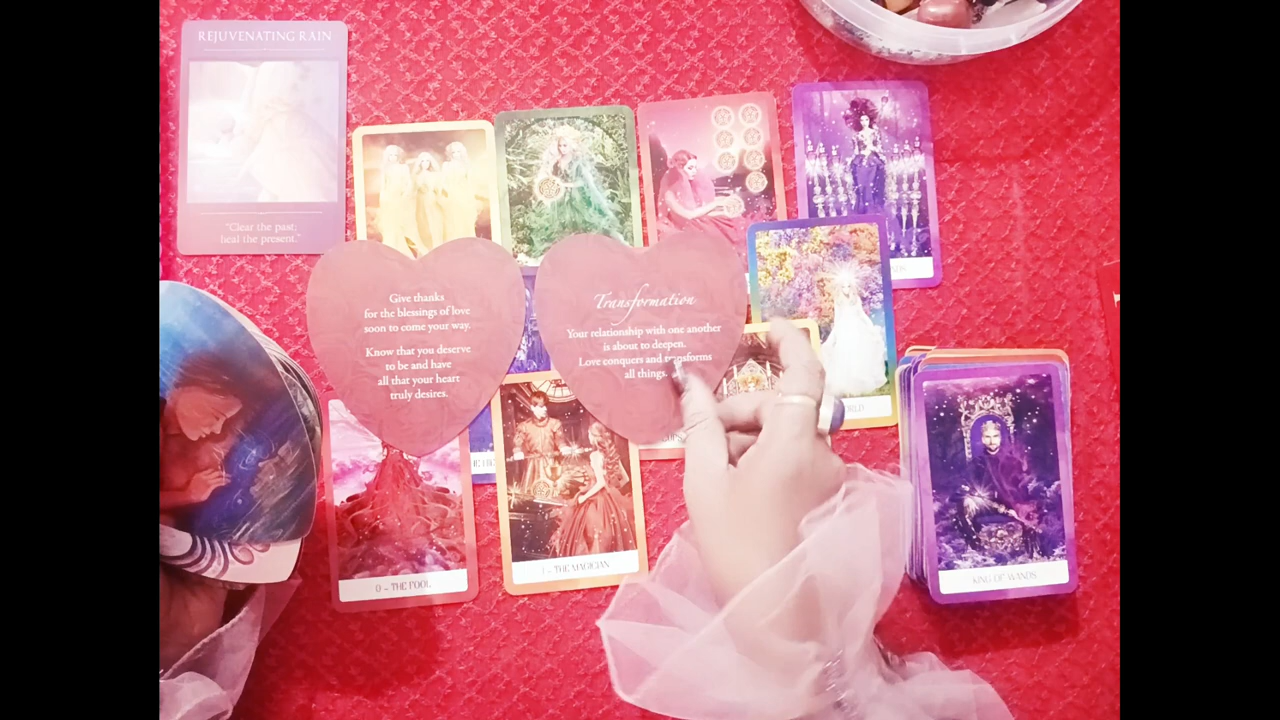 REJUVENATING RAIN
"Clear the past;
heal the present."
Give thanks
for the blessings of love
soon to come your way.
Know that you deserve
to be and have
all that your heart
truly desires.
Transformation
Your relationship with one another
is about to deepen.
Love conquers and transforms
all things.
0 - THE FOOL
I - THE MAGICIAN
KING OF WANDS